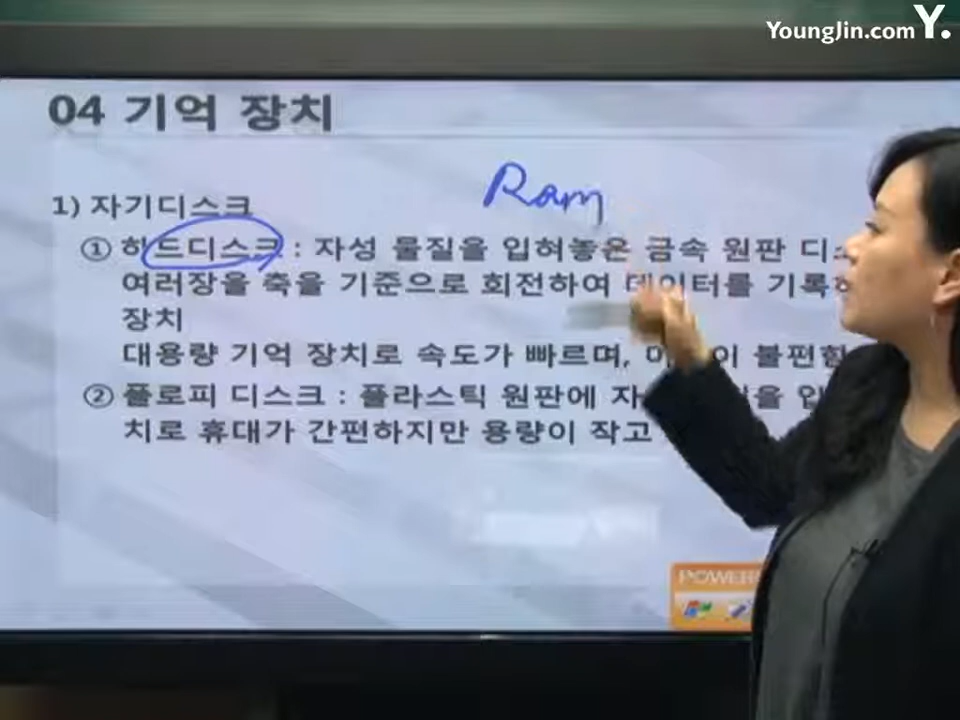 YoungJin.com Y.
04 기억 장치
Ram
1) 자기디스크
① 하드디스크 : 자성 물질을 입혀놓은 금속 원판 디스
여러장을 축을 기준으로 회전하여 데이터를 기록하
장치
대용량 기억 장치로 속도가 빠르며, 이 불편함
② 플로피 디스크 : 플라스틱 원판에 자 을 입
치로 휴대가 간편하지만 용량이 작고
POWER